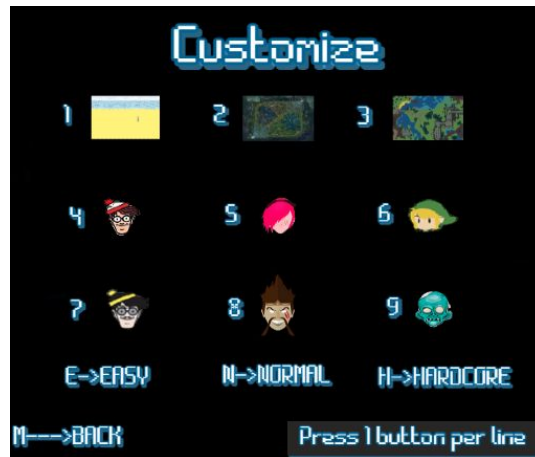 Customize
1 2 3
4 5 6
7 8 9
E->EASY N->NORMAL H->HARDCORE
M--->BACK Press 1 button per line